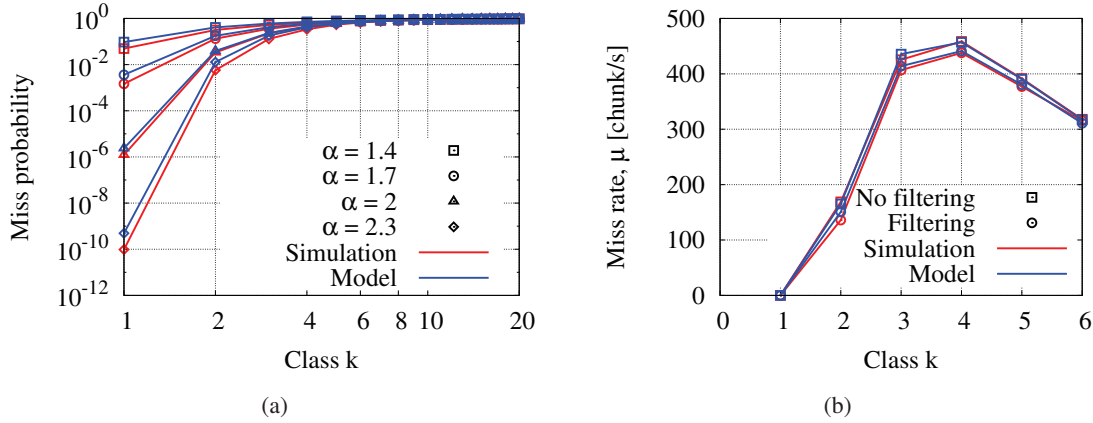 10^0
10^-2
10^-4
10^-6
10^-8
10^-10
10^-12
Miss probability
α = 1.4
α = 1.7
α = 2
α = 2.3
Simulation
Model
1 2 4 6 8 10 20
Class k
(a)
500
400
300
200
100
0
Miss rate, μ [chunk/s]
No filtering
Filtering
Simulation
Model
0 1 2 3 4 5 6
Class k
(b)